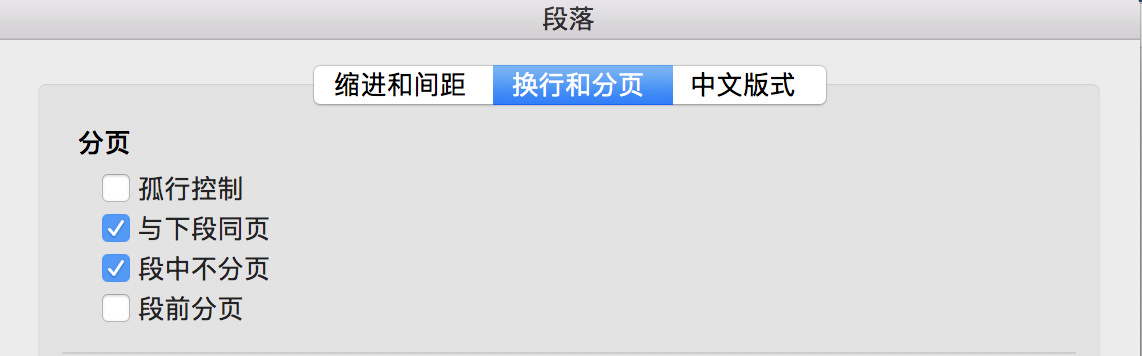 段落
缩进和间距 换行和分页 中文版式
分页
孤行控制
与下段同页
段中不分页
段前分页